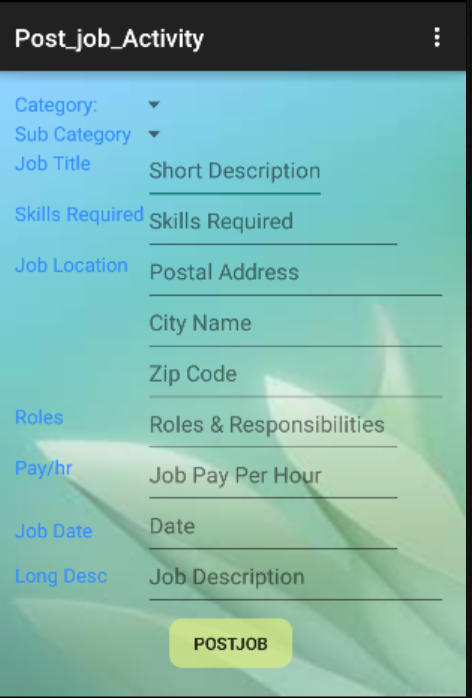 Post_job_Activity
Category:
Sub Category
Job Title Short Description
Skills Required Skills Required
Job Location Postal Address
City Name
Zip Code
Roles Roles & Responsibilities
Pay/hr Job Pay Per Hour
Job Date Date
Long Desc Job Description
POSTJOB